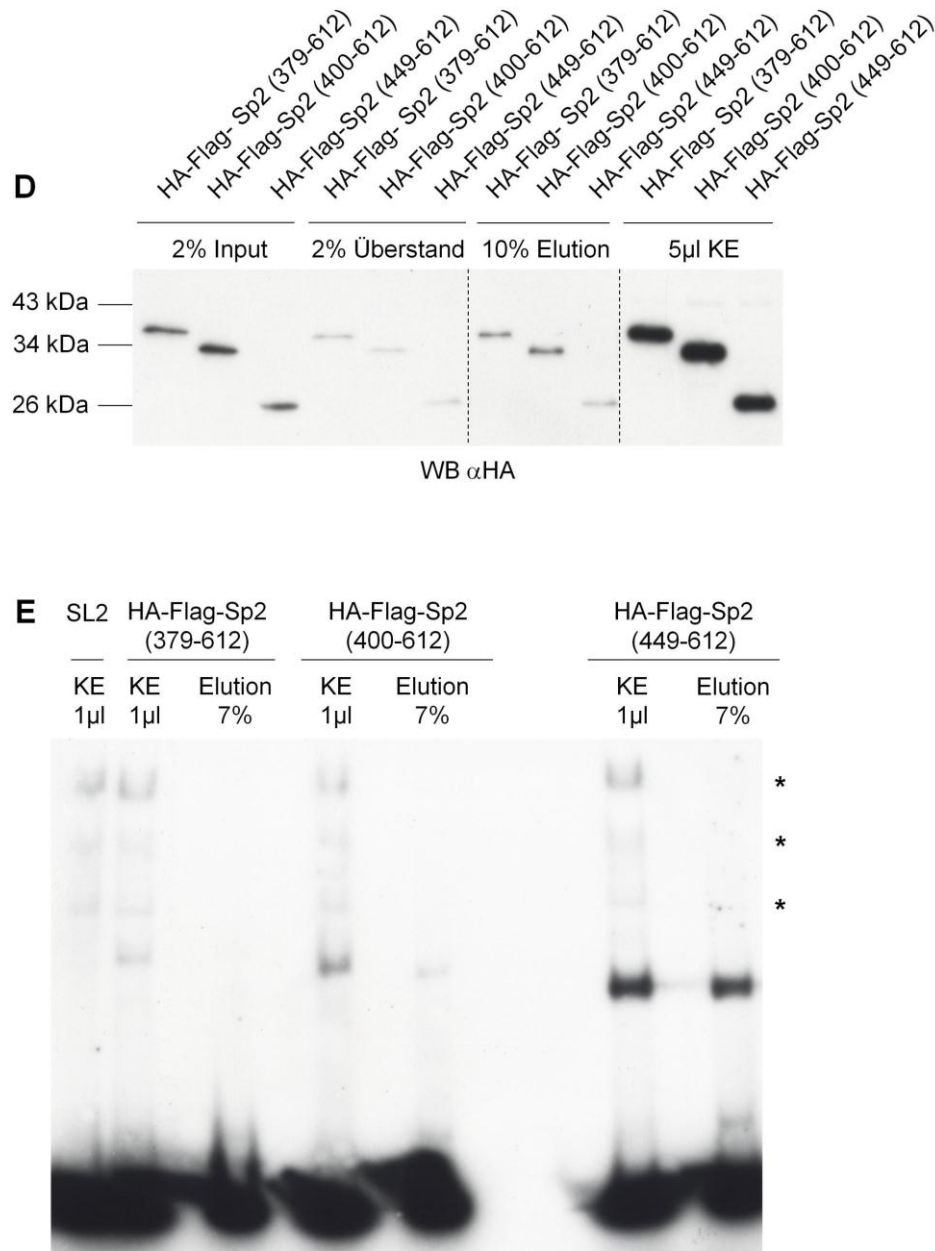 HA-Flag- Sp2 (379-612)
HA-Flag-Sp2 (400-612)
HA-Flag-Sp2 (449-612)
HA-Flag- Sp2 (379-612)
HA-Flag-Sp2 (400-612)
HA-Flag-Sp2 (449-612)
HA-Flag- Sp2 (379-612)
HA-Flag-Sp2 (400-612)
HA-Flag-Sp2 (449-612)
HA-Flag- Sp2 (379-612)
HA-Flag-Sp2 (400-612)
HA-Flag-Sp2 (449-612)
D
2% Input 2% Überstand 10% Elution 5µl KE
43 kDa
34 kDa
26 kDa
WB αHA
E SL2 HA-Flag-Sp2 HA-Flag-Sp2 HA-Flag-Sp2
(379-612) (400-612) (449-612)
KE KE Elution KE Elution KE Elution
1µl 1µl 7% 1µl 7% 1µl 7%
*
*
*